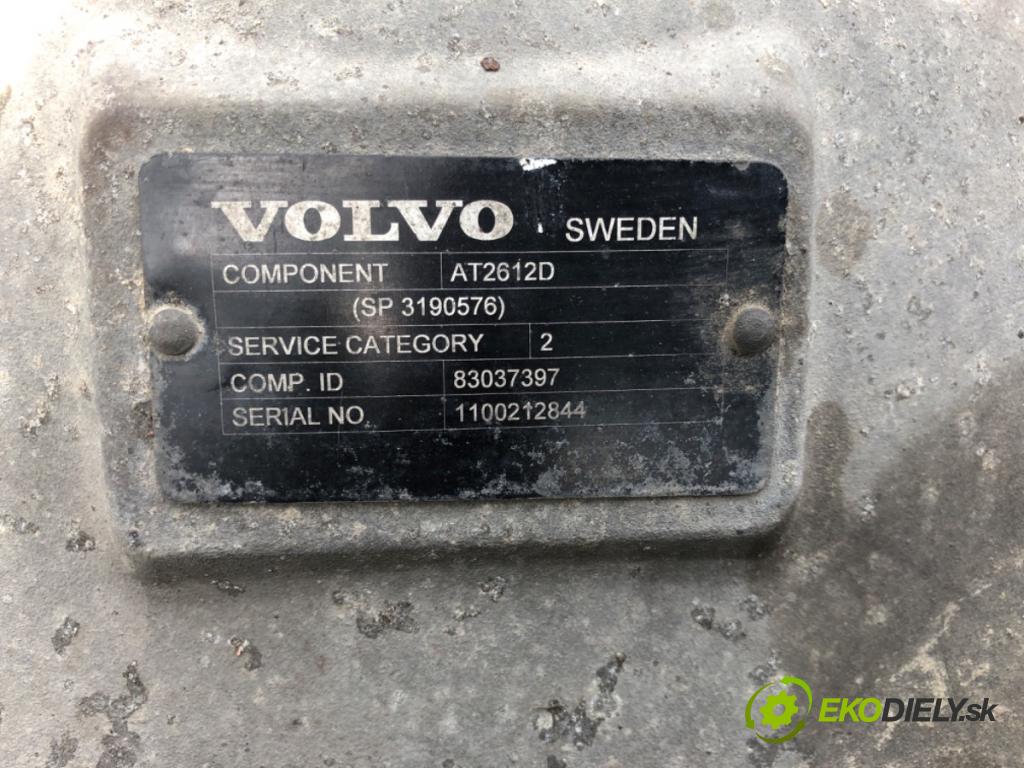 VOLVO SWEDEN
COMPONENT AT2612D
(SP 3190576)
SERVICE CATEGORY 2
COMP. ID 83037397
SERIAL NO. 1100212844
EKODIELY.sk